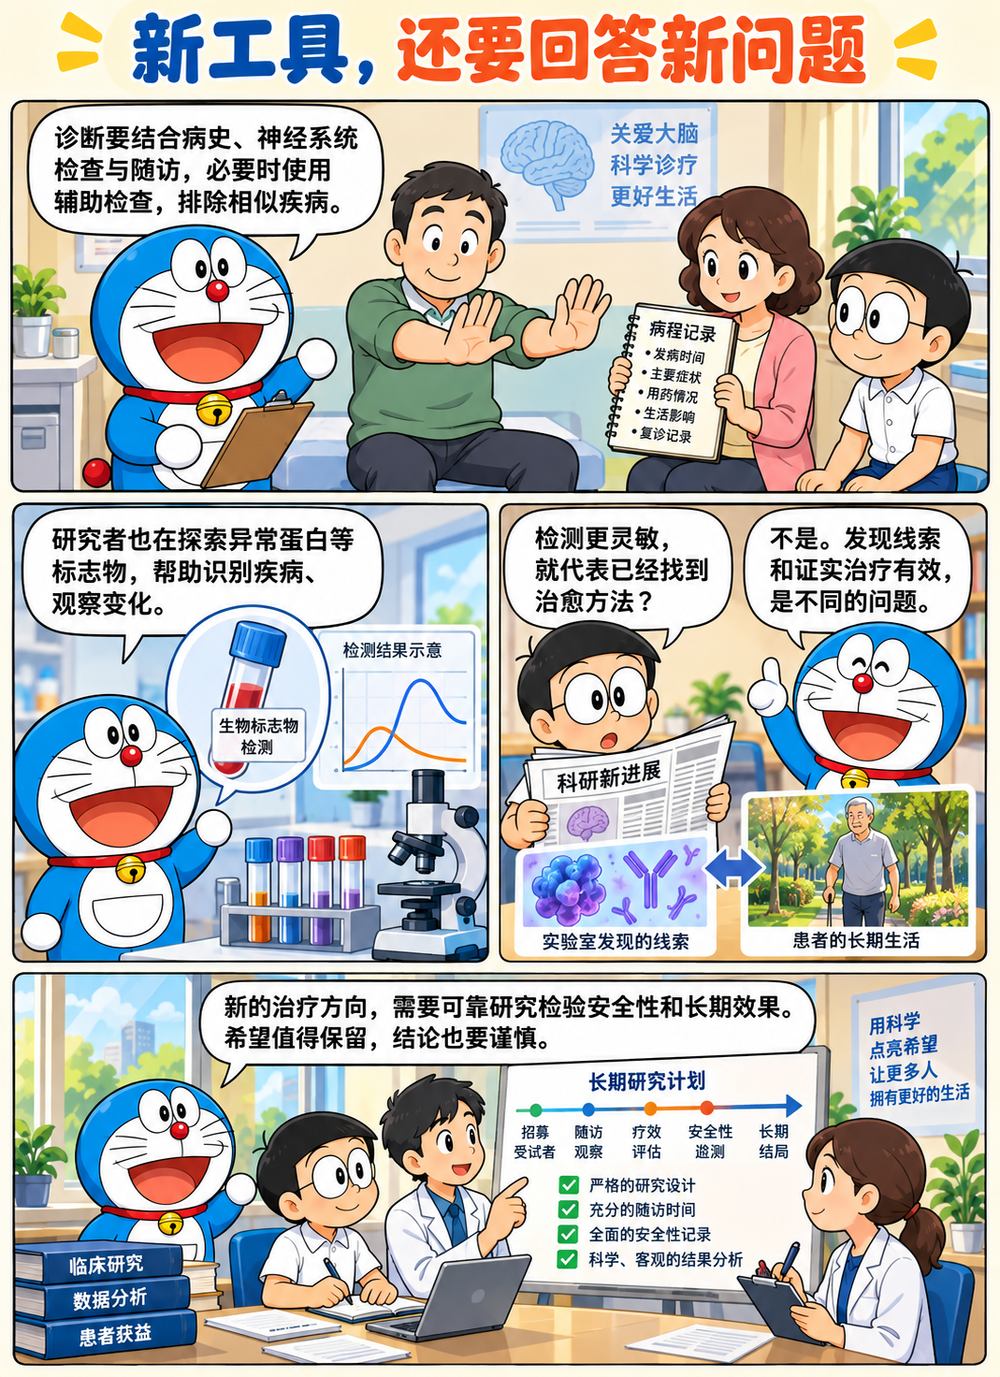 新工具，还要回答新问题
诊断要结合病史、神经系统
检查与随访，必要时使用
辅助检查，排除相似疾病。
关爱大脑
科学诊疗
更好生活
病程记录
•发病时间
•主要症状
•用药情况
•生活影响
•复诊记录
研究者也在探索异常蛋白等
标志物，帮助识别疾病、
观察变化。
生物标志物
检测
检测结果示意
检测更灵敏，
就代表已经找到
治愈方法？
不是。发现线索
和证实治疗有效，
是不同的问题。
科研新进展
实验室发现的线索
患者的长期生活
新的治疗方向，需要可靠研究检验安全性和长期效果。
希望值得保留，结论也要谨慎。
长期研究计划
招募
受试者
随访
观察
疗效
评估
安全性
长期
结局
严格的研究设计
充分的随访时间
全面的安全性记录
科学、客观的结果分析
用科学
点亮希望
让更多人
拥有更好的生活
临床研究
数据分析
患者获益